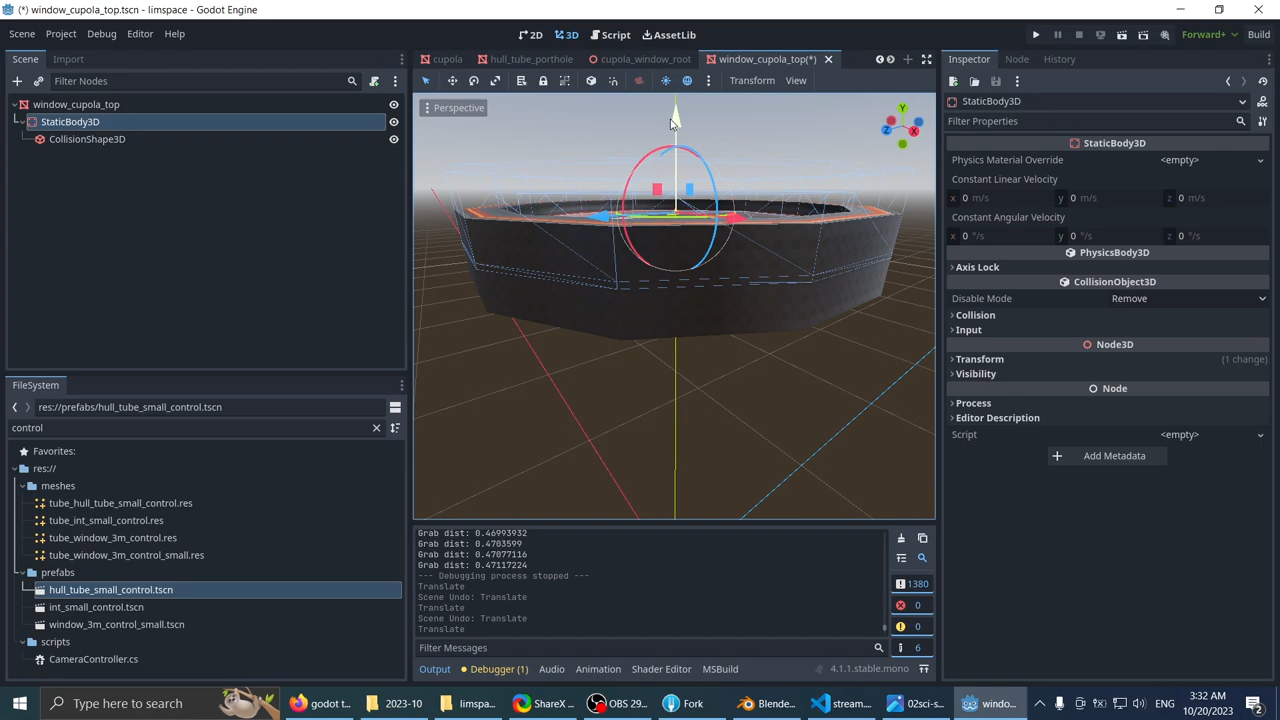 (*) window_cupola_top.tscn - limspace - Godot Engine
Scene Project Debug Editor Help
2D 3D Script AssetLib
Forward+ Build
Scene Import
Filter Nodes
window_cupola_top
StaticBody3D
CollisionShape3D
FileSystem
res://prefabs/hull_tube_small_control.tscn
control
Favorites:
res://
meshes
tube_hull_tube_small_control.res
tube_int_small_control.res
tube_window_3m_control.res
tube_window_3m_control_small.res
prefabs
hull_tube_small_control.tscn
int_small_control.tscn
window_3m_control_small.tscn
scripts
CameraController.cs
cupola hull_tube_porthole cupola_window_root window_cupola_top(*)
Transform View
Perspective
Y
Z
X
Grab dist: 0.46993932
Grab dist: 0.4703599
Grab dist: 0.47077116
Grab dist: 0.47117224
--- Debugging process stopped ---
Translate
Scene Undo: Translate
Translate
Scene Undo: Translate
Translate
1380
0
0
6
Filter Messages
Output Debugger (1) Audio Animation Shader Editor MSBuild 4.1.1.stable.mono
Inspector Node History
StaticBody3D
Filter Properties
StaticBody3D
Physics Material Override <empty>
Constant Linear Velocity
x 0 m/s y 0 m/s z 0 m/s
Constant Angular Velocity
x 0 °/s y 0 °/s z 0 °/s
PhysicsBody3D
Axis Lock
CollisionObject3D
Disable Mode Remove
Collision
Input
Node3D
Transform (1 change)
Visibility
Node
Process
Editor Description
Script <empty>
Add Metadata
Type here to search
godot t...
2023-10
limspa...
ShareX ...
OBS 29...
Fork
Blende...
stream...
02sci-s...
windo...
ENG
3:32 AM
10/20/2023
2